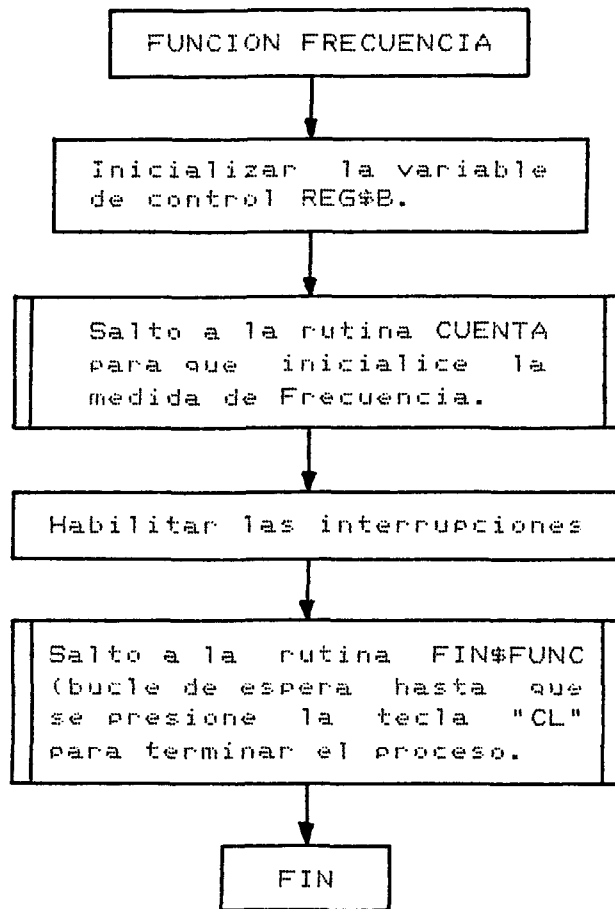 FUNCION FRECUENCIA
Inicializar la variable
de control REG$B.
Salto a la rutina CUENTA
para que inicialice la
medida de Frecuencia.
Habilitar las interrupciones
Salto a la rutina FIN$FUNC
(bucle de espera hasta que
se presione la tecla "CL"
para terminar el proceso.
FIN